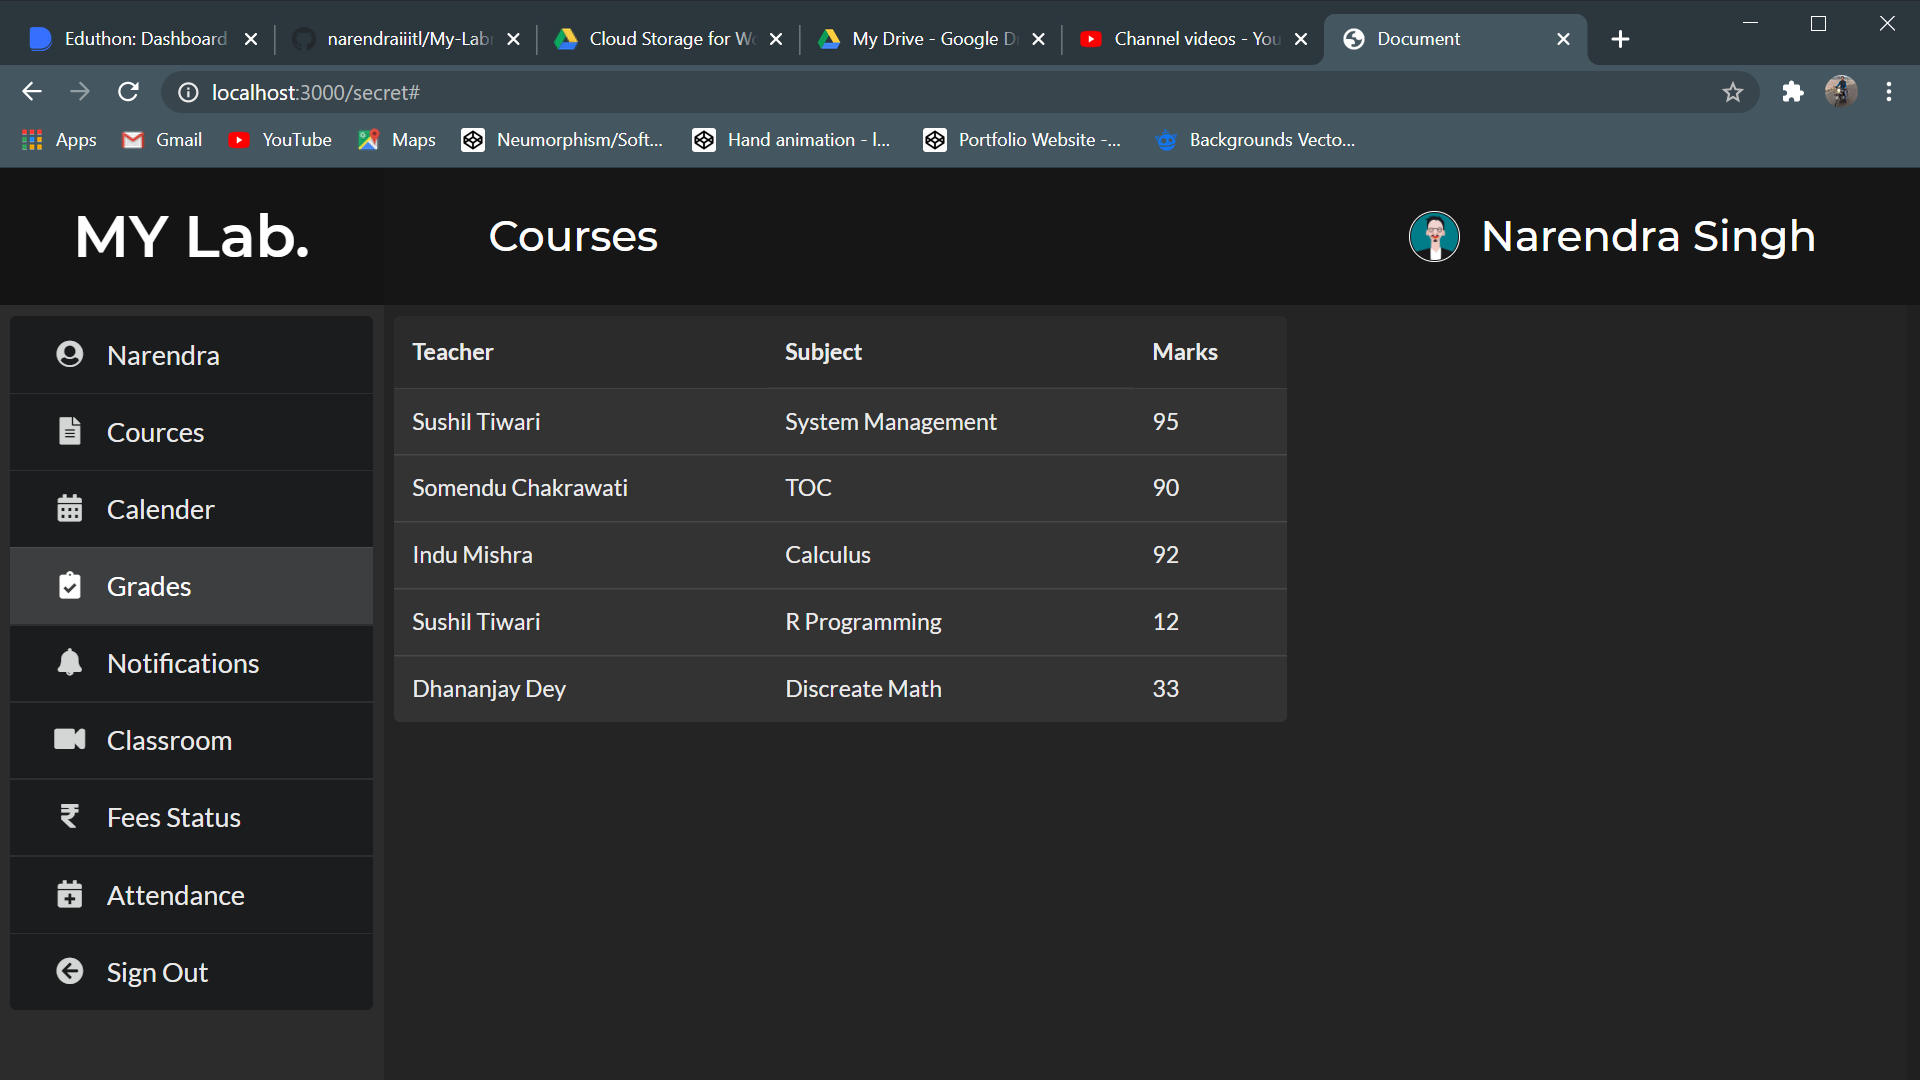 Eduthon: Dashboard
narendraiiitl/My-Lab
Cloud Storage for W
My Drive - Google D
Channel videos - You
Document
localhost:3000/secret#
Apps
Gmail
YouTube
Maps
Neumorphism/Soft...
Hand animation - l...
Portfolio Website -...
Backgrounds Vecto...
MY Lab.
Courses
Narendra Singh
Narendra
Cources
Calender
Grades
Notifications
Classroom
Fees Status
Attendance
Sign Out
Teacher Subject Marks
Sushil Tiwari System Management 95
Somendu Chakrawati TOC 90
Indu Mishra Calculus 92
Sushil Tiwari R Programming 12
Dhananjay Dey Discreate Math 33